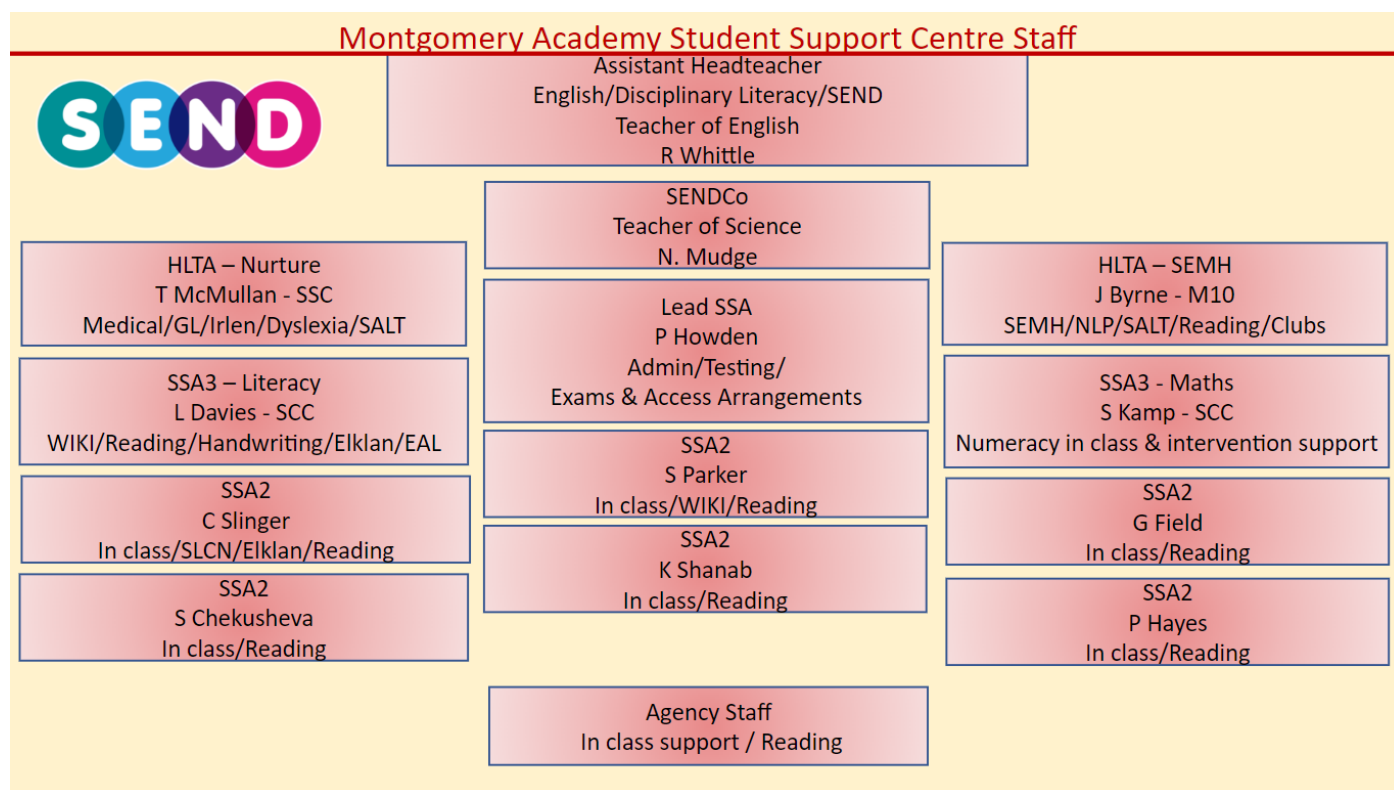 Montgomery Academy Student Support Centre Staff
SEND
Assistant Headteacher
English/Disciplinary Literacy/SEND
Teacher of English
R Whittle
SENDCo
Teacher of Science
N. Mudge
HLTA – Nurture
T McMullan - SSC
Medical/GL/Irlen/Dyslexia/SALT
Lead SSA
P Howden
Admin/Testing/
Exams & Access Arrangements
HLTA – SEMH
J Byrne - M10
SEMH/NLP/SALT/Reading/Clubs
SSA3 – Literacy
L Davies - SCC
WIKI/Reading/Handwriting/Elklan/EAL
SSA2
S Parker
In class/WIKI/Reading
SSA3 - Maths
S Kamp - SCC
Numeracy in class & intervention support
SSA2
C Slinger
In class/SLCN/Elklan/Reading
SSA2
K Shanab
In class/Reading
SSA2
G Field
In class/Reading
SSA2
S Chekusheva
In class/Reading
SSA2
P Hayes
In class/Reading
Agency Staff
In class support / Reading